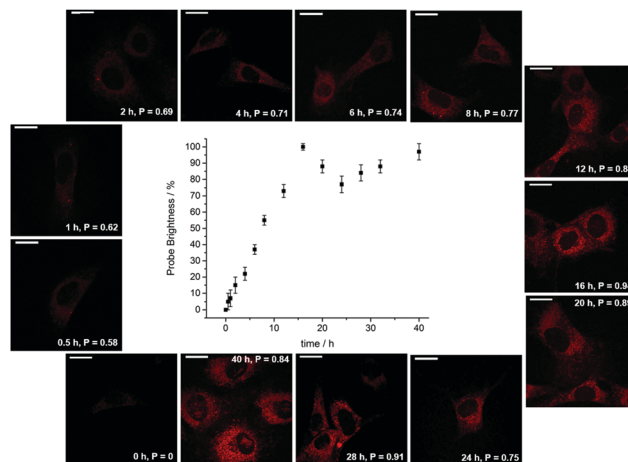 2 h, P = 0.69
4 h, P = 0.71
6 h, P = 0.74
8 h, P = 0.77
12 h, P = 0.8
1 h, P = 0.62
16 h, P = 0.9
0.5 h, P = 0.58
20 h, P = 0.89
0 h, P = 0
40 h, P = 0.84
28 h, P = 0.91
24 h, P = 0.75
Probe Brightness / %
100
90
80
70
60
50
40
30
20
10
0
0 10 20 30 40
time / h